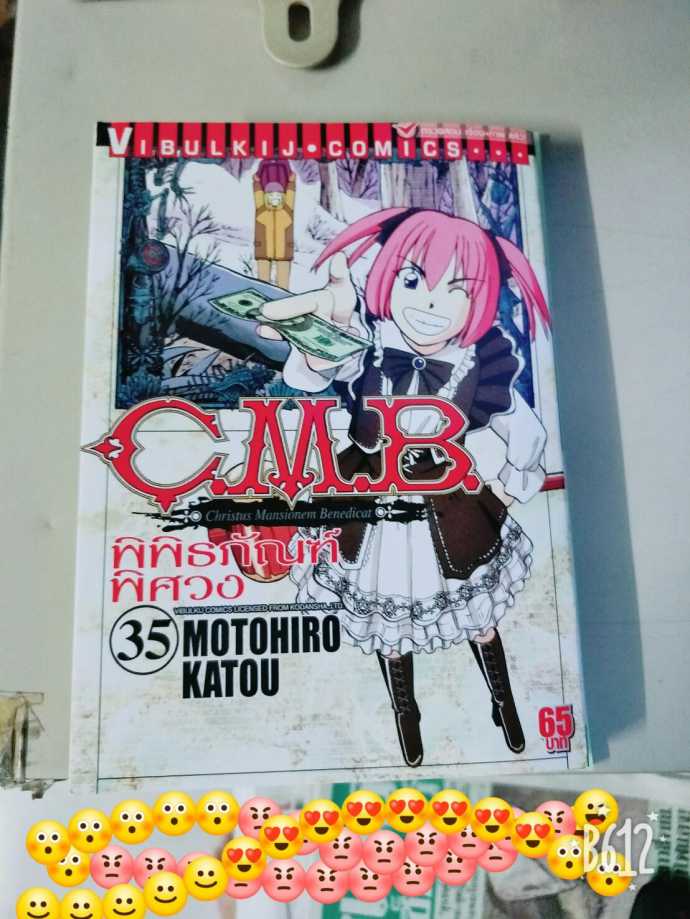 VIBULKIJ•COMICS•••
C.M.B.
Christus Mansionem Benedicat
พิพิธภัณฑ์
พิศวง
VIBULKIJ COMICS LICENSED FROM KODANSHA LTD.
35 MOTOHIRO
KATOU
65
บาท
B612